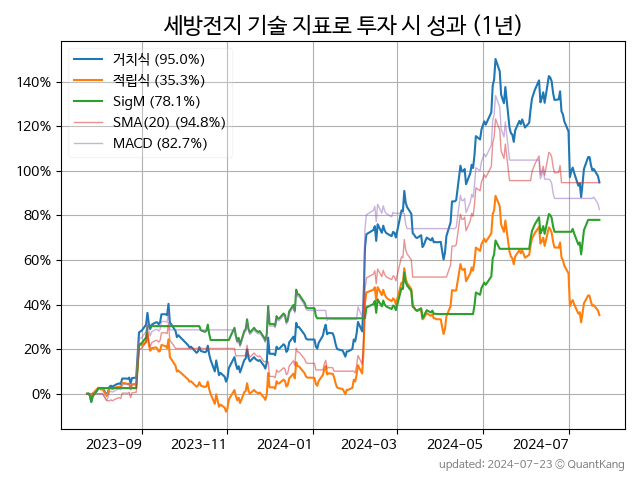 세방전지 기술 지표로 투자 시 성과 (1년)
거치식 (95.0%)
적립식 (35.3%)
SigM (78.1%)
SMA(20) (94.8%)
MACD (82.7%)
140%
120%
100%
80%
60%
40%
20%
0%
2023-09 2023-11 2024-01 2024-03 2024-05 2024-07
updated: 2024-07-23 © QuantKang